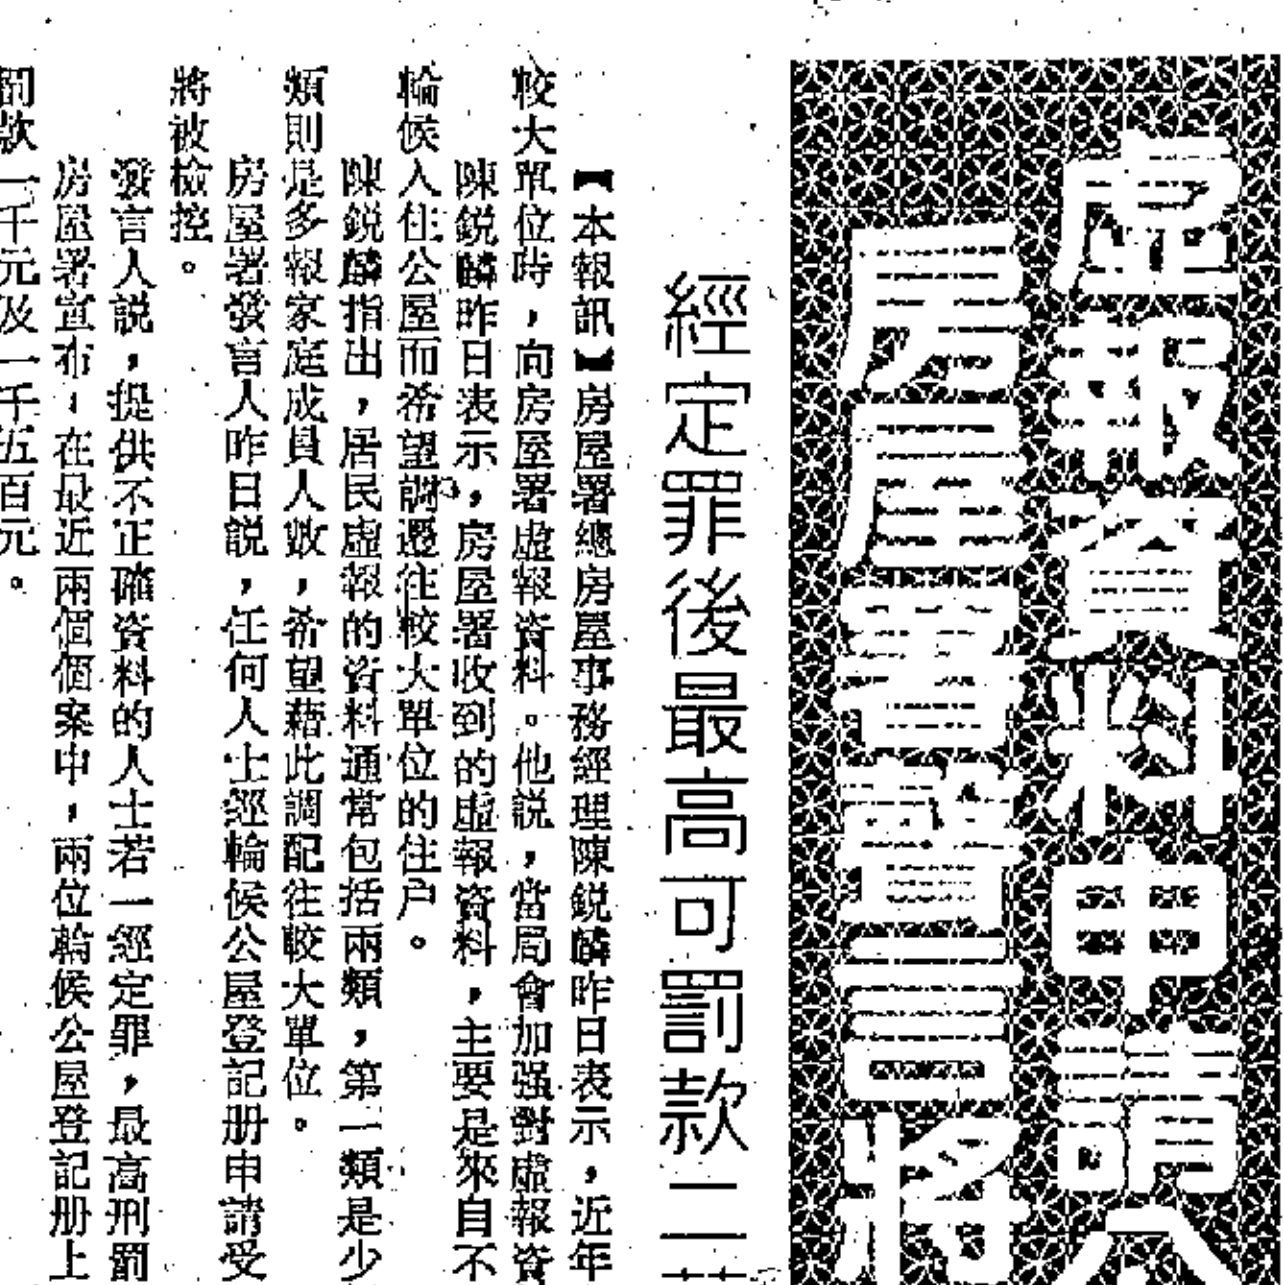 虛報資料申請公
房屋署警告將
經定罪後最高可罰款二萬
【本報訊】房屋署總房屋事務經理陳銳麟昨日表示，近年
較大單位時，向房屋署虛報資料。他說，當局會加强對虛報資
陳銳麟昨日表示，房屋署收到的虛報資料，主要是來自不
輪候入住公屋而希望調遷往較大單位的住户。
陳銳麟指出，居民虛報的資料通常包括兩類，第一類是少
類則是多報家庭成員人數，希望藉此調配往較大單位。
房屋署發言人昨日說，任何人士經輪候公屋登記册申請受
將被檢控。
發言人說，提供不正確資料的人士若一經定罪，最高刑罰
房屋署宣布，在最近兩個個案中，兩位輪候公屋登記册上
罰款一千元及一千五百元。